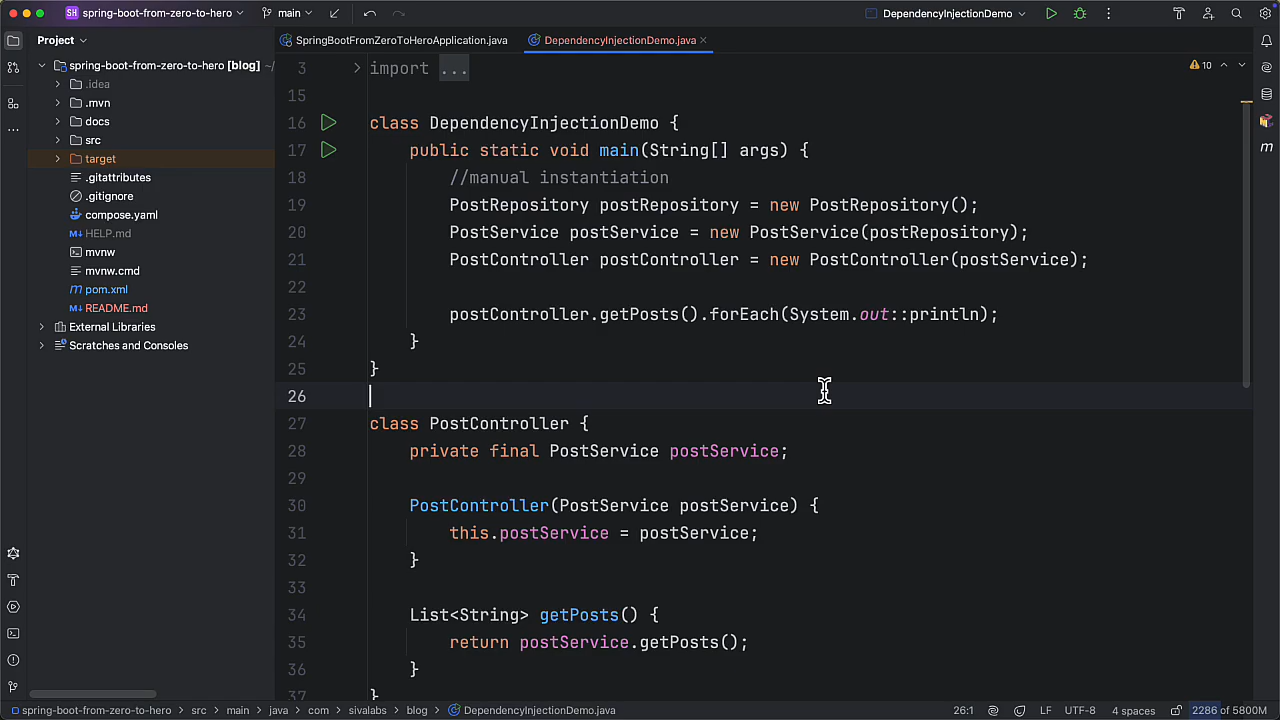 SH spring-boot-from-zero-to-hero main DependencyInjectionDemo
Project SpringBootFromZeroToHeroApplication.java DependencyInjectionDemo.java
spring-boot-from-zero-to-hero [blog] ~/
.idea
.mvn
docs
src
target
.gitattributes
.gitignore
compose.yaml
HELP.md
mvnw
mvnw.cmd
pom.xml
README.md
External Libraries
Scratches and Consoles
10
3 import ...
15
16 class DependencyInjectionDemo {
17 public static void main(String[] args) {
18 //manual instantiation
19 PostRepository postRepository = new PostRepository();
20 PostService postService = new PostService(postRepository);
21 PostController postController = new PostController(postService);
22
23 postController.getPosts().forEach(System.out::println);
24 }
25 }
26
27 class PostController {
28 private final PostService postService;
29
30 PostController(PostService postService) {
31 this.postService = postService;
32 }
33
34 List<String> getPosts() {
35 return postService.getPosts();
36 }
37 }
spring-boot-from-zero-to-hero > src > main > java > com > sivalabs > blog > DependencyInjectionDemo.java 26:1 LF UTF-8 4 spaces 2286 of 5800M